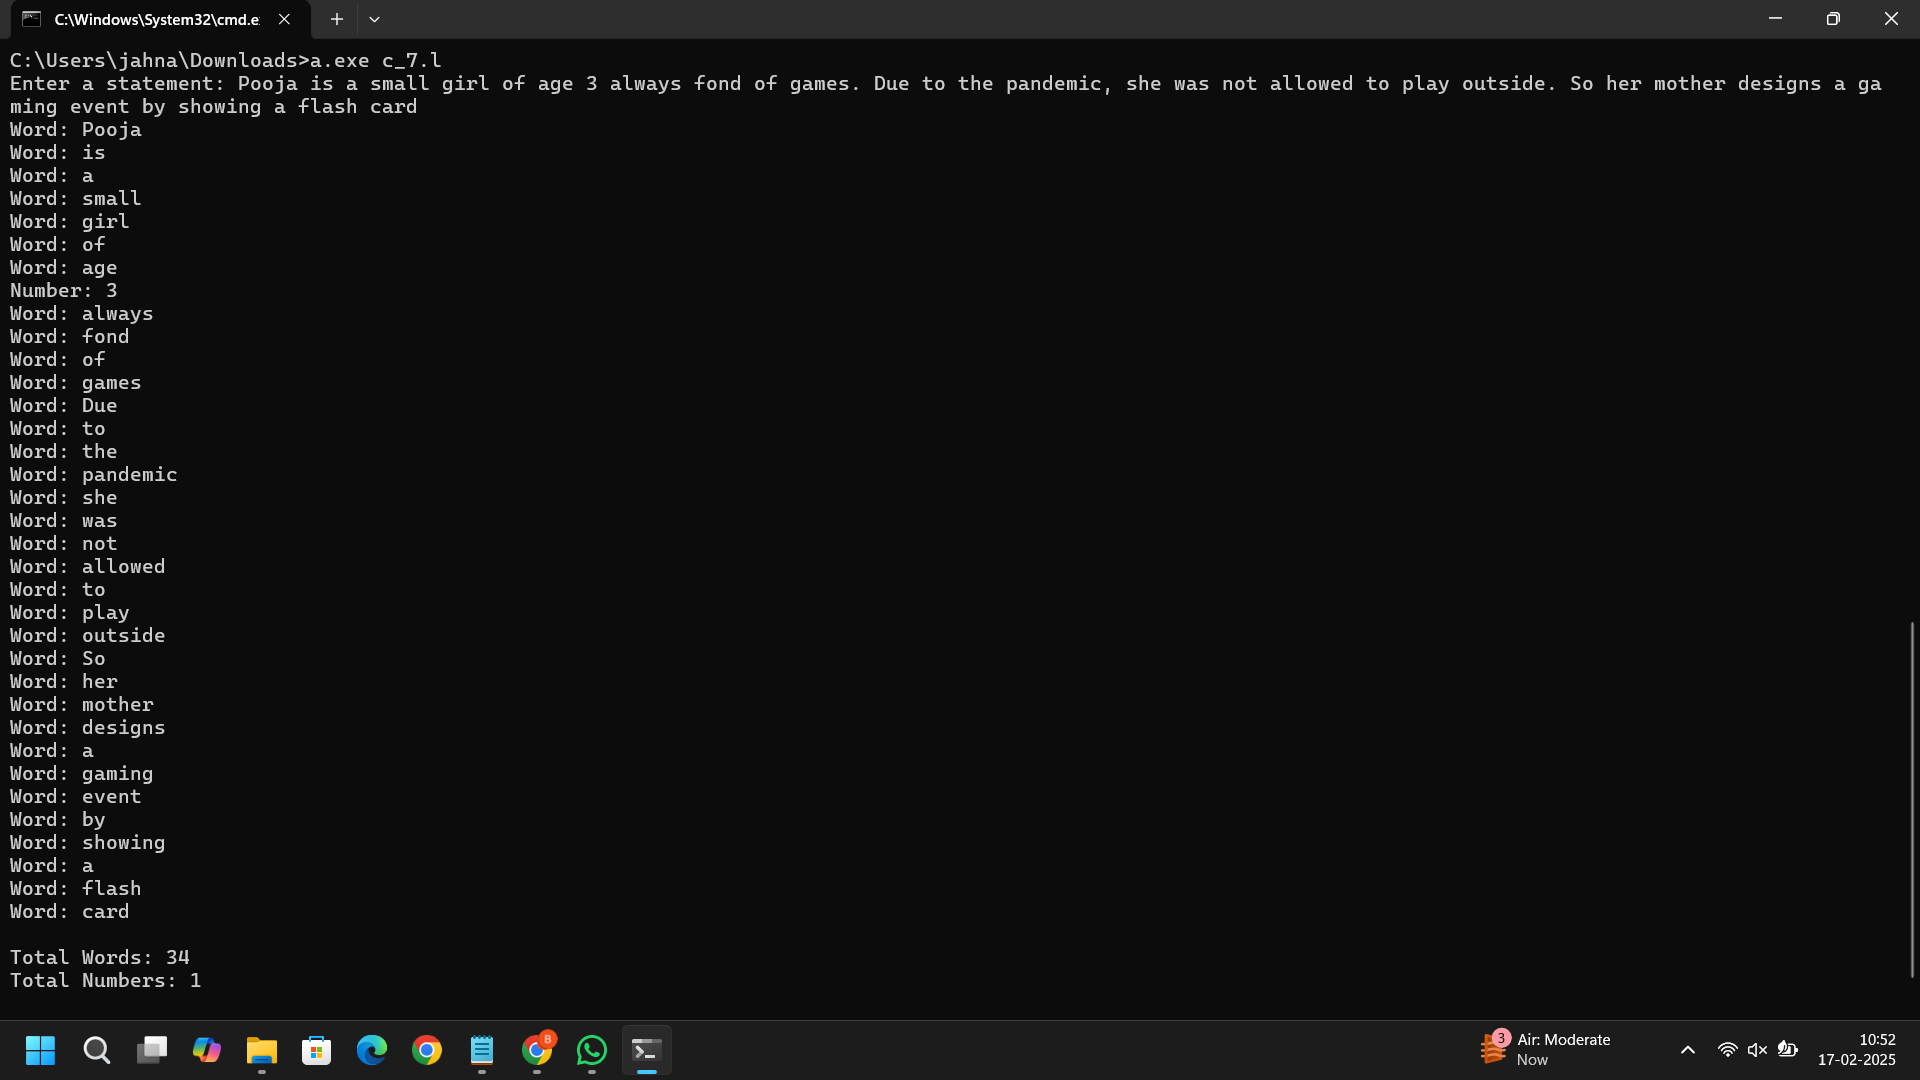 C:\Windows\System32\cmd.e
C:\Users\jahna\Downloads>a.exe c_7.l
Enter a statement: Pooja is a small girl of age 3 always fond of games. Due to the pandemic, she was not allowed to play outside. So her mother designs a ga
ming event by showing a flash card
Word: Pooja
Word: is
Word: a
Word: small
Word: girl
Word: of
Word: age
Number: 3
Word: always
Word: fond
Word: of
Word: games
Word: Due
Word: to
Word: the
Word: pandemic
Word: she
Word: was
Word: not
Word: allowed
Word: to
Word: play
Word: outside
Word: So
Word: her
Word: mother
Word: designs
Word: a
Word: gaming
Word: event
Word: by
Word: showing
Word: a
Word: flash
Word: card
Total Words: 34
Total Numbers: 1
B
3
Air: Moderate
Now
10:52
17-02-2025